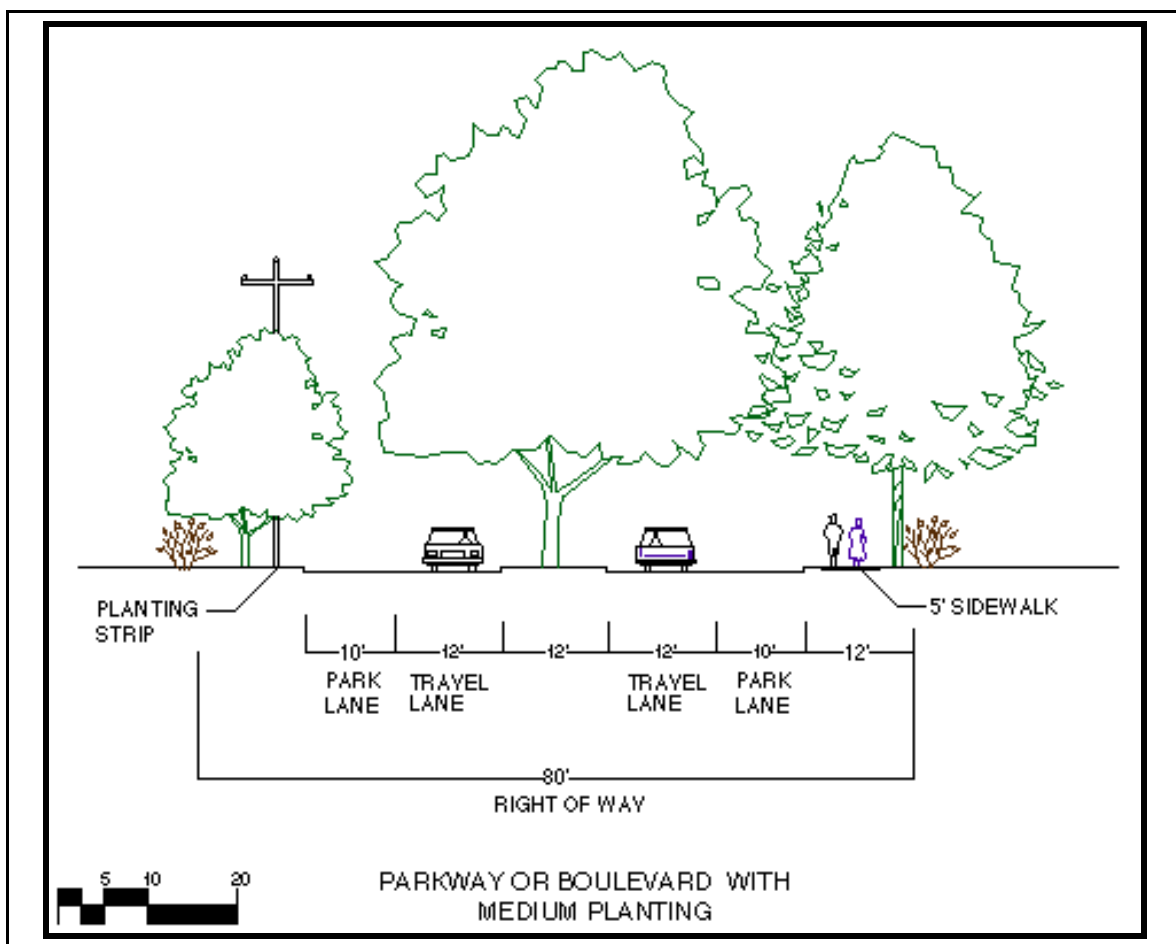 PLANTING
STRIP
5' SIDEWALK
10' 12' 12' 12' 10' 12'
PARK
LANE
TRAVEL
LANE
TRAVEL
LANE
PARK
LANE
80'
RIGHT OF WAY
5 10 20
PARKWAY OR BOULEVARD WITH
MEDIUM PLANTING